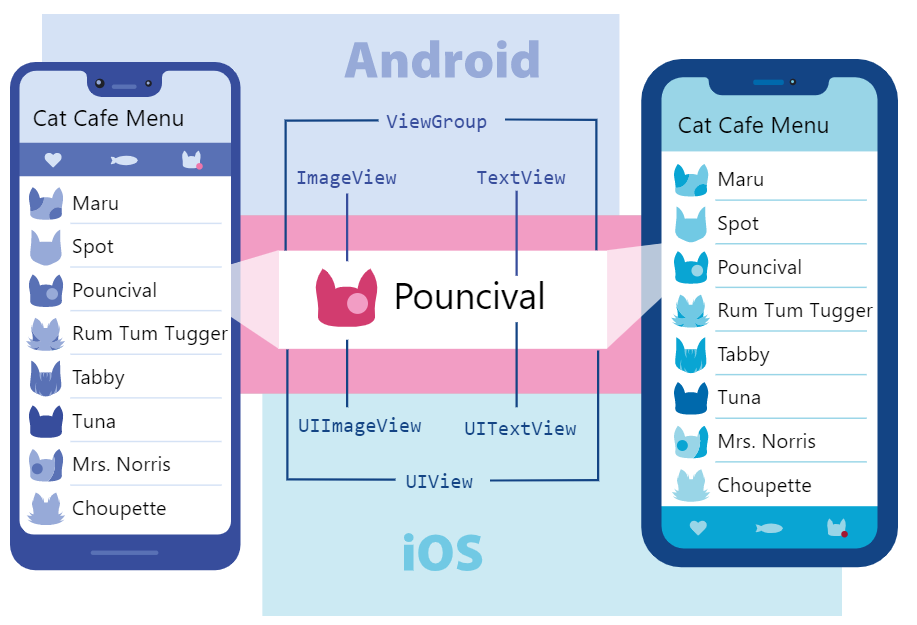 Android
Cat Cafe Menu
Maru
Spot
Pouncival
Rum Tum Tugger
Tabby
Tuna
Mrs. Norris
Choupette
ViewGroup
ImageView
TextView
Pouncival
UIImageView
UITextView
UIView
iOS
Cat Cafe Menu
Maru
Spot
Pouncival
Rum Tum Tugger
Tabby
Tuna
Mrs. Norris
Choupette